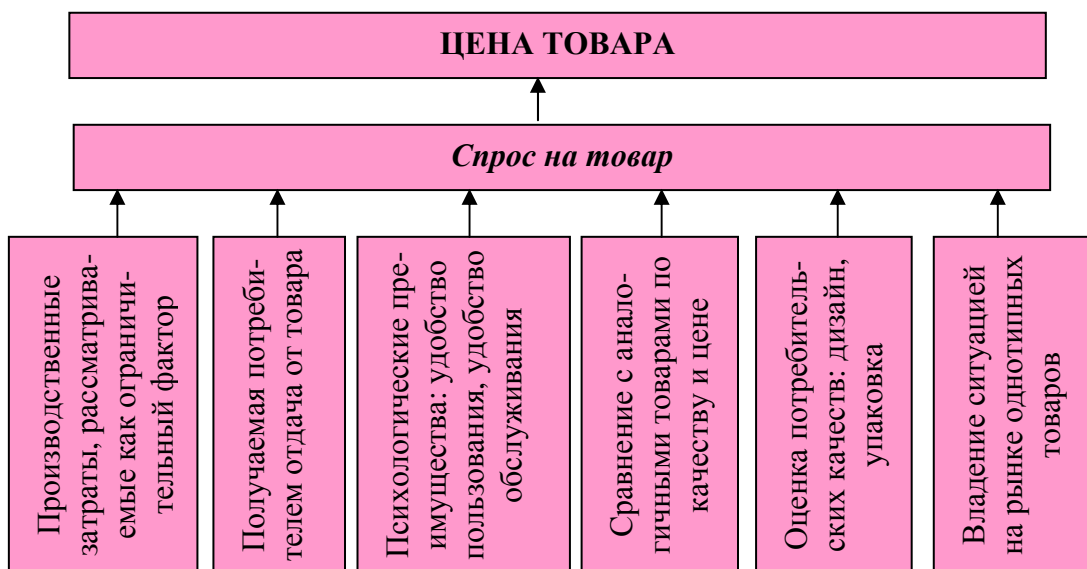 ЦЕНА ТОВАРА
Спрос на товар
Производственные
затраты, рассматрива-
емые как ограничи-
тельный фактор
Получаемая потреби-
телем отдача от товара
Психологические пре-
имущества: удобство
пользования, удобство
обслуживания
Сравнение с анало-
гичными товарами по
качеству и цене
Оценка потребитель-
ских качеств: дизайн,
упаковка
Владение ситуацией
на рынке однотипных
товаров